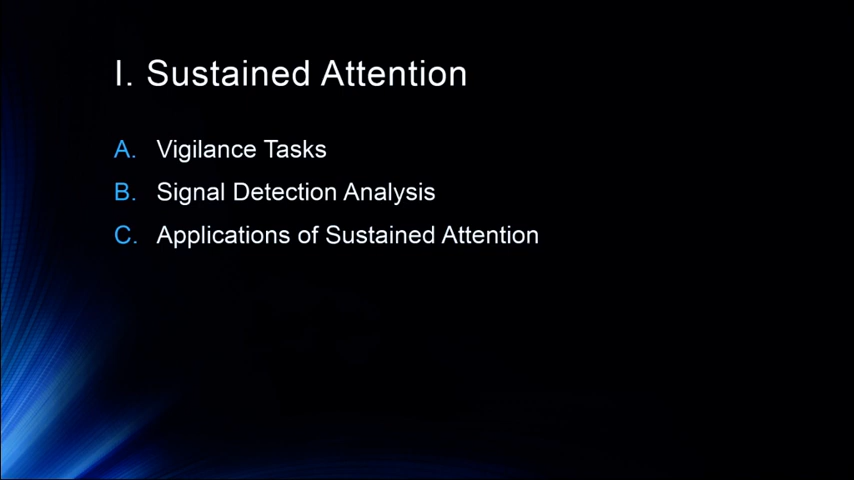 I. Sustained Attention
A. Vigilance Tasks
B. Signal Detection Analysis
C. Applications of Sustained Attention